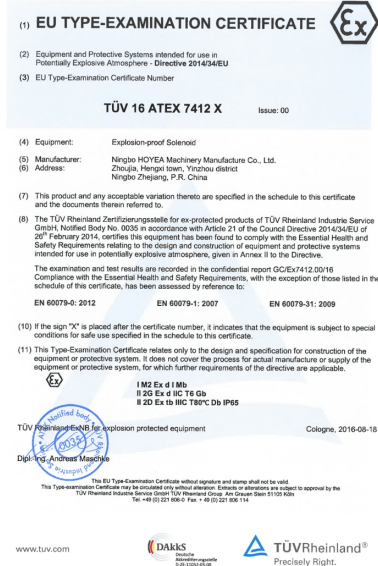 (1) EU TYPE-EXAMINATION CERTIFICATE
Ex
(2) Equipment and Protective Systems intended for use in
Potentially Explosive Atmosphere - Directive 2014/34/EU
(3) EU Type-Examination Certificate Number
TÜV 16 ATEX 7412 X Issue: 00
(4) Equipment: Explosion-proof Solenoid
(5) Manufacturer: Ningbo HOYEA Machinery Manufacture Co., Ltd.
(6) Address: Zhoujia, Hengxi town, Yinzhou district
Ningbo Zhejiang, P.R. China
(7) This product and any acceptable variation thereto are specified in the schedule to this certificate
and the documents therein referred to.
(8) The TÜV Rheinland Zertifizierungsstelle for ex-protected products of TÜV Rheinland Industrie Service
GmbH, Notified Body No. 0035 in accordance with Article 21 of the Council Directive 2014/34/EU of
26th February 2014, certifies this equipment has been found to comply with the Essential Health and
Safety Requirements relating to the design and construction of equipment and protective systems
intended for use in potentially explosive atmosphere, given in Annex II to the Directive.
The examination and test results are recorded in the confidential report GC/Ex7412.00/16
Compliance with the Essential Health and Safety Requirements, with the exception of those listed in the
schedule of this certificate, has been assessed by reference to:
EN 60079-0: 2012 EN 60079-1: 2007 EN 60079-31: 2009
(10) If the sign "X" is placed after the certificate number, it indicates that the equipment is subject to special
conditions for safe use specified in the schedule to this certificate.
(11) This Type-Examination Certificate relates only to the design and specification for construction of the
equipment or protective system. It does not cover the process for actual manufacture or supply of the
equipment or protective system, for which further requirements of the directive are applicable.
Ex
I M2 Ex d I Mb
II 2G Ex d IIC T6 Gb
II 2D Ex tb IIIC T80°C Db IP65
Notified body
0035
TÜV Rheinland ExNB for explosion protected equipment Cologne, 2016-08-18
Dipl.-Ing. Andreas Maschke
This EU Type-Examination Certificate without signature and stamp shall not be valid.
This Type-Examination Certificate may be circulated only without alteration. Extracts or alterations are subject to approval by the
TÜV Rheinland Industrie Service GmbH TÜV Rheinland Group Am Grauen Stein 51105 Köln
Tel. +49 (0) 221 806-0 Fax. + 49 (0) 221 806 114
www.tuv.com
DAkkS
Deutsche
Akkreditierungsstelle
D-ZE-11052-05-08
TÜVRheinland®
Precisely Right.